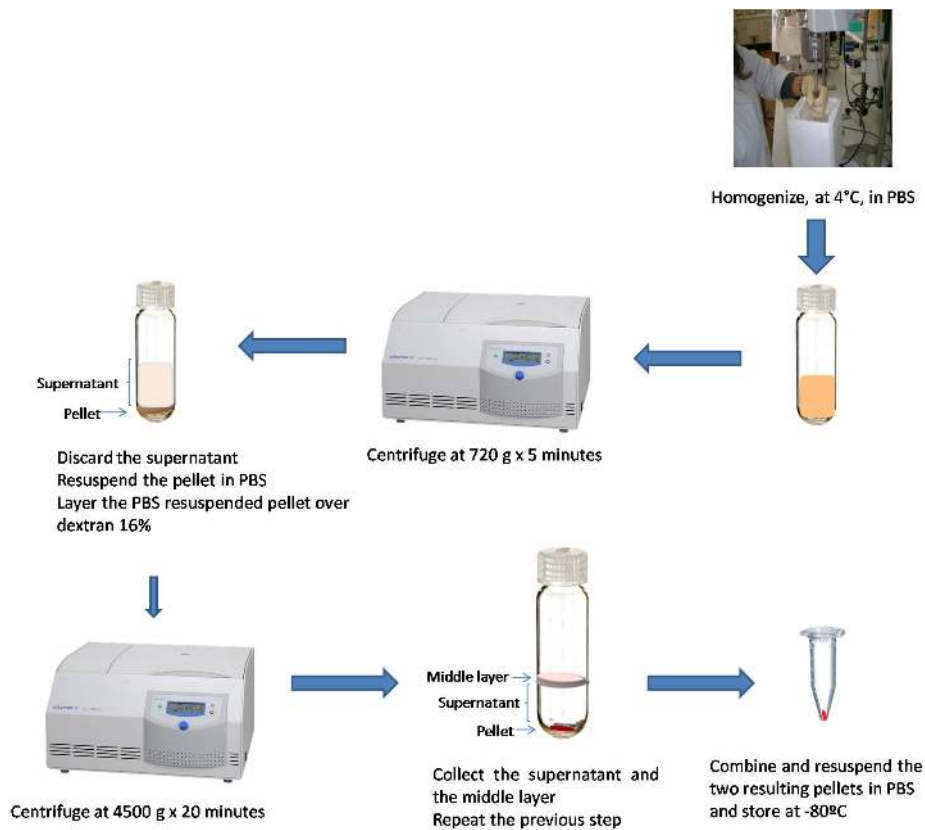 Homogenize, at 4°C, in PBS
Supernatant
Pellet
Centrifuge at 720 g x 5 minutes
Discard the supernatant
Resuspend the pellet in PBS
Layer the PBS resuspended pellet over
dextran 16%
Centrifuge at 4500 g x 20 minutes
Middle layer
Supernatant
Pellet
Collect the supernatant and
the middle layer
Repeat the previous step
Combine and resuspend the
two resulting pellets in PBS
and store at -80ºC